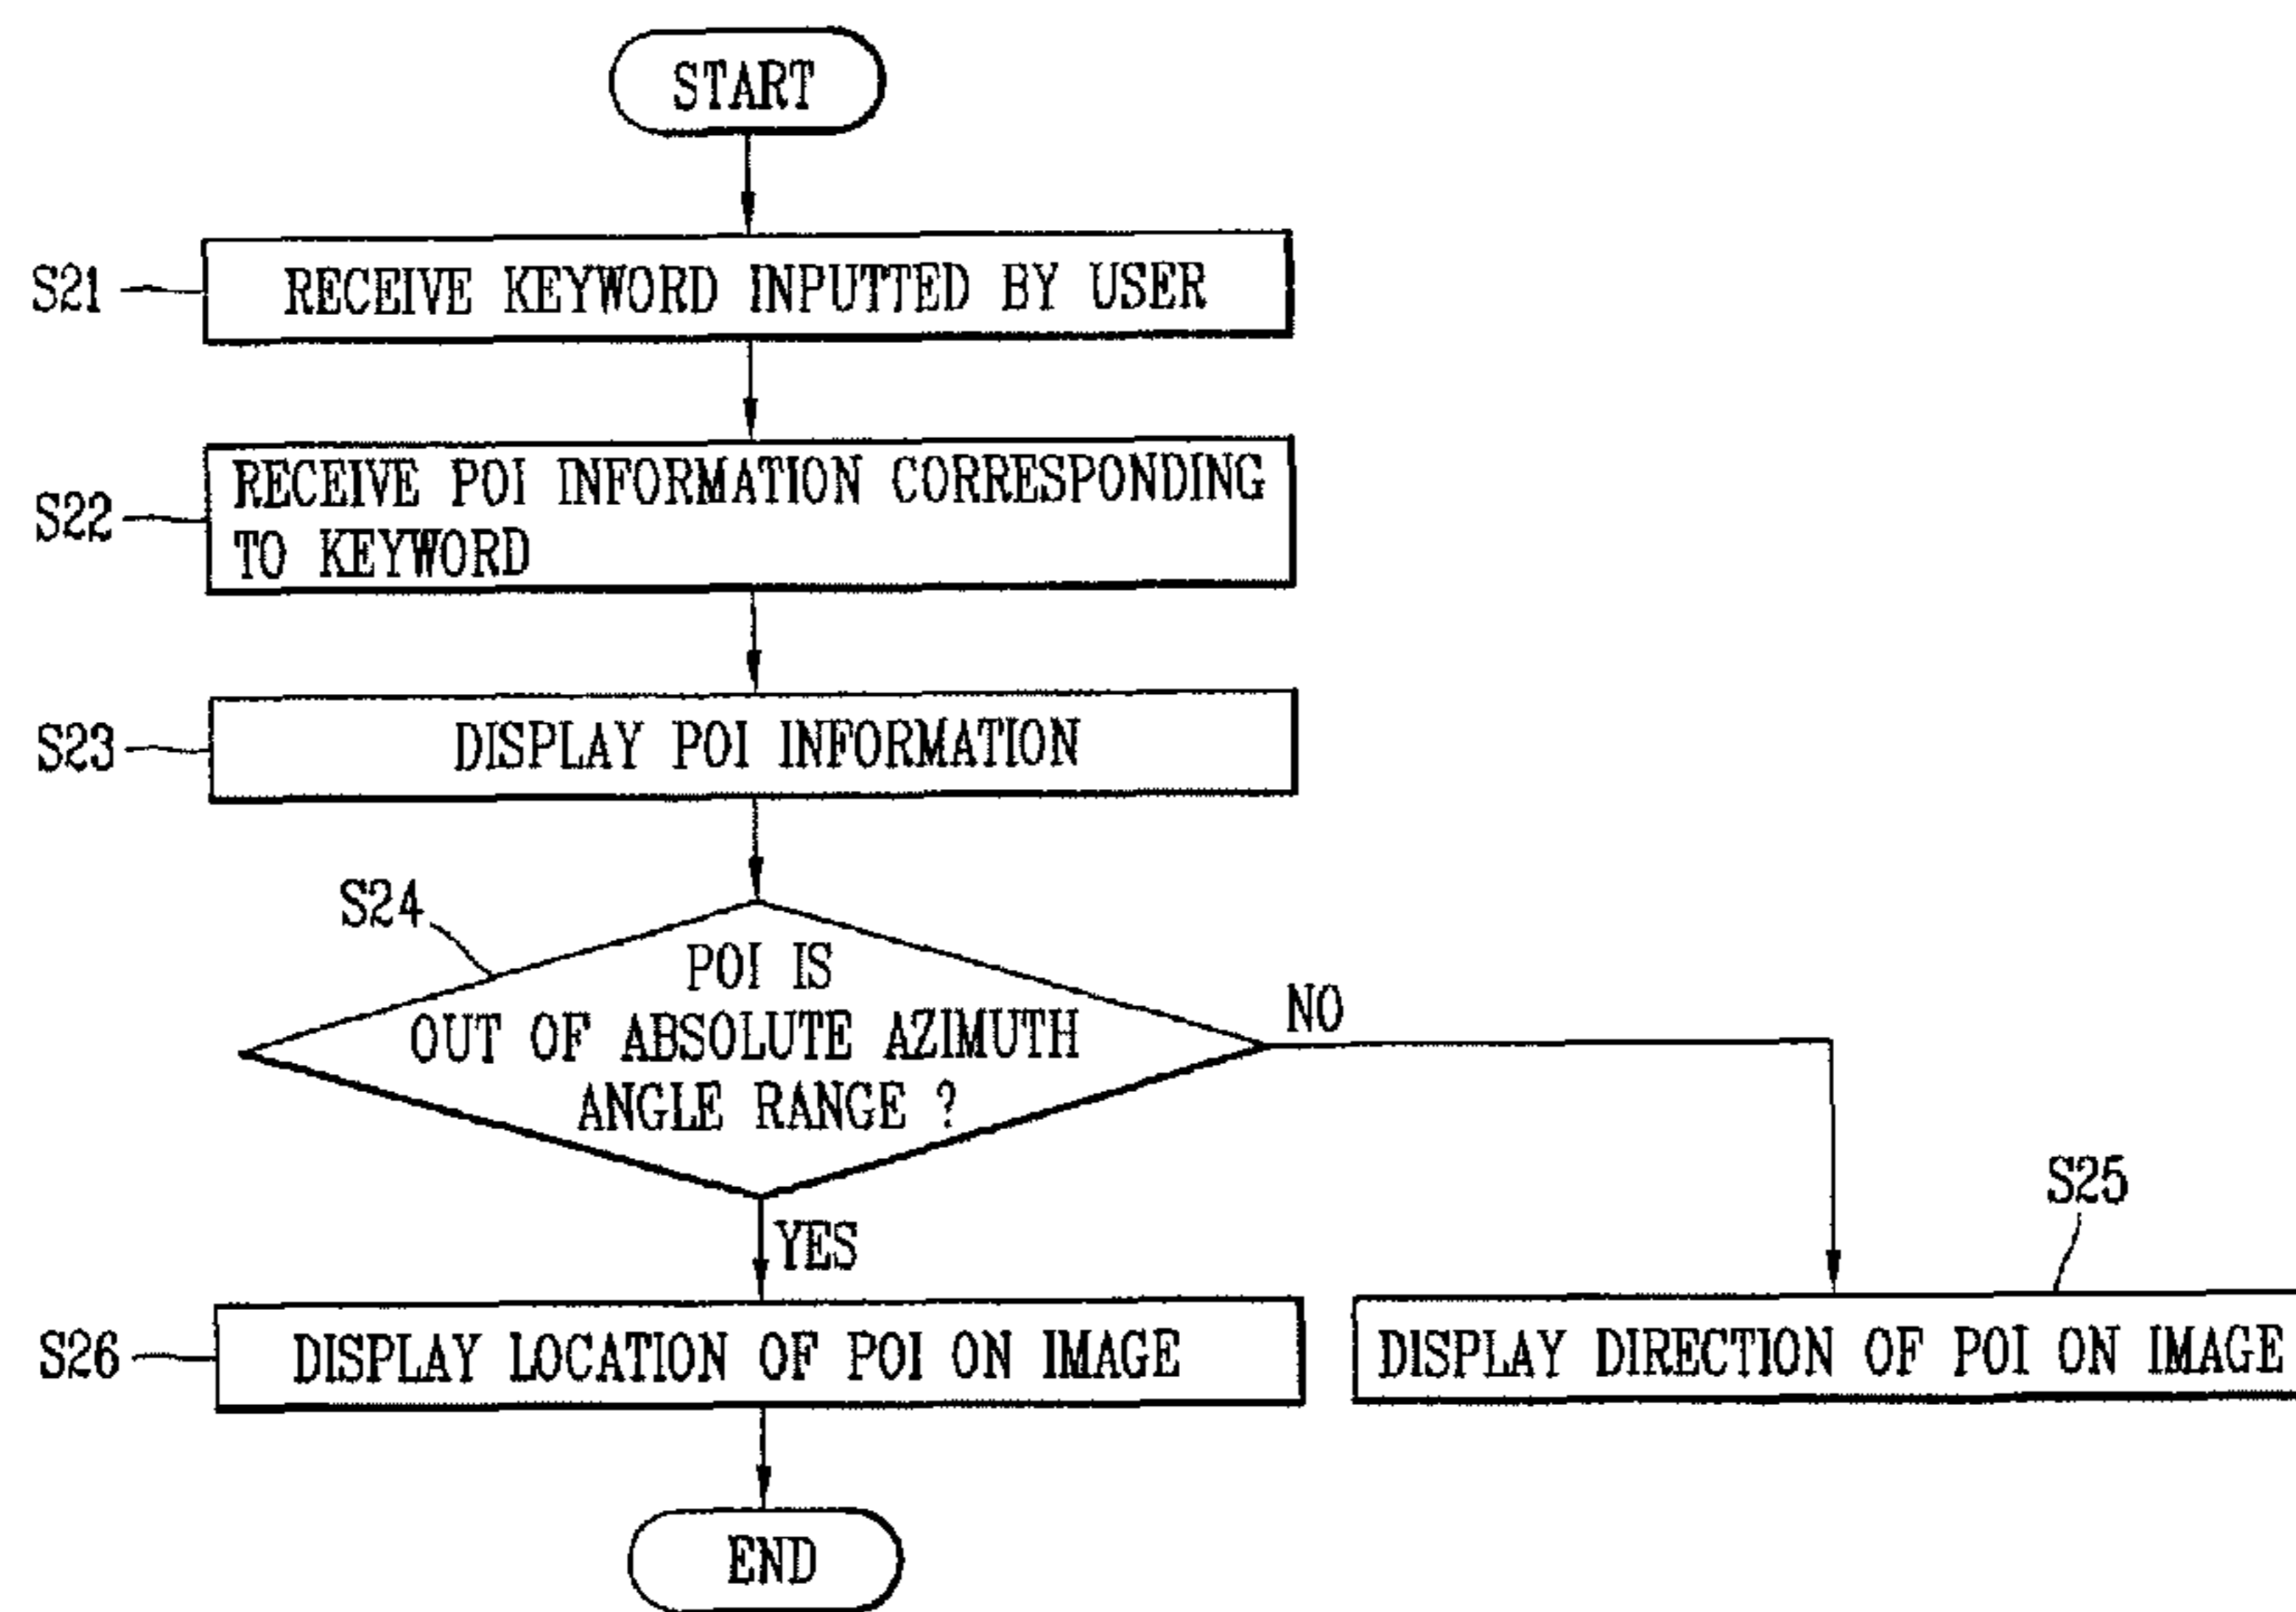 START
S21
RECEIVE KEYWORD INPUTTED BY USER
S22
RECEIVE POI INFORMATION CORRESPONDING
TO KEYWORD
S23
DISPLAY POI INFORMATION
S24
POI IS
OUT OF ABSOLUTE AZIMUTH
ANGLE RANGE ?
NO
YES
S25
S26
DISPLAY LOCATION OF POI ON IMAGE
DISPLAY DIRECTION OF POI ON IMAGE
END